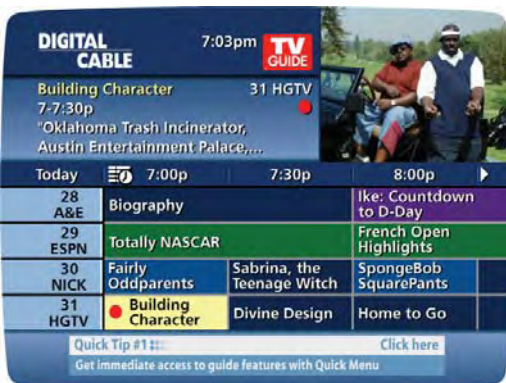 DIGITAL
CABLE
7:03pm
TV
GUIDE
Building Character
31 HGTV
7-7:30p
"Oklahoma Trash Incinerator,
Austin Entertainment Palace,...
Today
7:00p
7:30p
8:00p
28
A&E
Biography
Ike: Countdown
to D-Day
29
ESPN
Totally NASCAR
French Open
Highlights
30
NICK
Fairly
Oddparents
Sabrina, the
Teenage Witch
SpongeBob
SquarePants
31
HGTV
Building
Character
Divine Design
Home to Go
Quick Tip #1
Click here
Get immediate access to guide features with Quick Menu